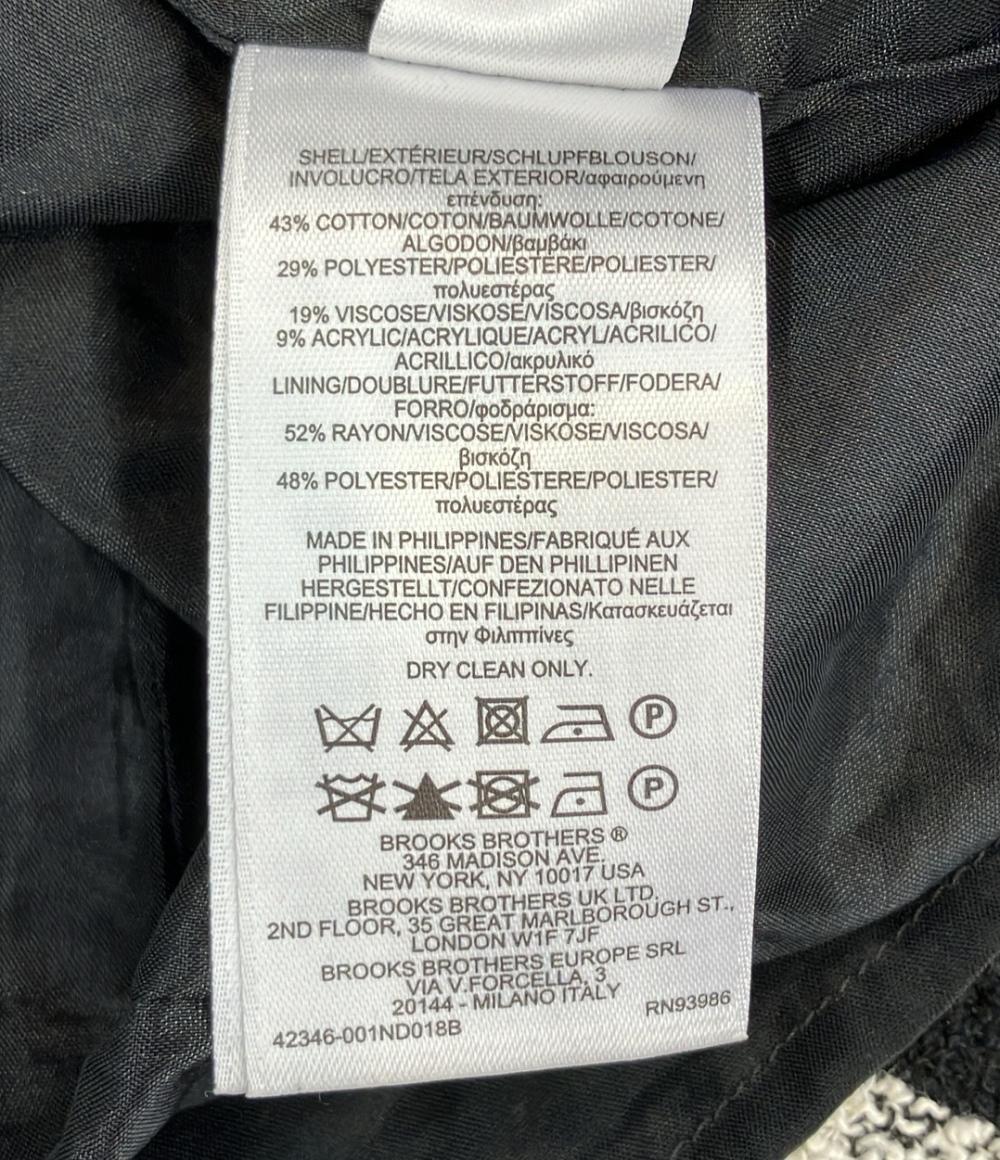 SHELL/EXTÉRIEUR/SCHLUPFBLOUSON/
INVOLUCRO/TELA EXTERIOR/αφαιρούμενη
επένδυση:
43% COTTON/COTON/BAUMWOLLE/COTONE/
ALGODON/βαμβάκι
29% POLYESTER/POLIESTERE/POLIESTER/
πολυεστέρας
19% VISCOSE/VISKOSE/VISCOSA/βισκόζη
9% ACRYLIC/ACRYLIQUE/ACRYL/ACRILICO/
ACRILLICO/ακρυλικό
LINING/DOUBLURE/FUTTERSTOFF/FODERA/
FORRO/φοδράρισμα:
52% RAYON/VISCOSE/VISKOSE/VISCOSA/
βισκόζη
48% POLYESTER/POLIESTERE/POLIESTER/
πολυεστέρας
MADE IN PHILIPPINES/FABRIQUÉ AUX
PHILIPPINES/AUF DEN PHILLIPINEN
HERGESTELLT/CONFEZIONATO NELLE
FILIPPINE/HECHO EN FILIPINAS/Κατασκευάζεται
στην Φιλιππίνες
DRY CLEAN ONLY.
P
P
BROOKS BROTHERS ®
346 MADISON AVE.
NEW YORK, NY 10017 USA
BROOKS BROTHERS UK LTD.
2ND FLOOR, 35 GREAT MARLBOROUGH ST.,
LONDON W1F 7JF
BROOKS BROTHERS EUROPE SRL
VIA V.FORCELLA, 3
20144 - MILANO ITALY
RN93986
42346-001ND018B